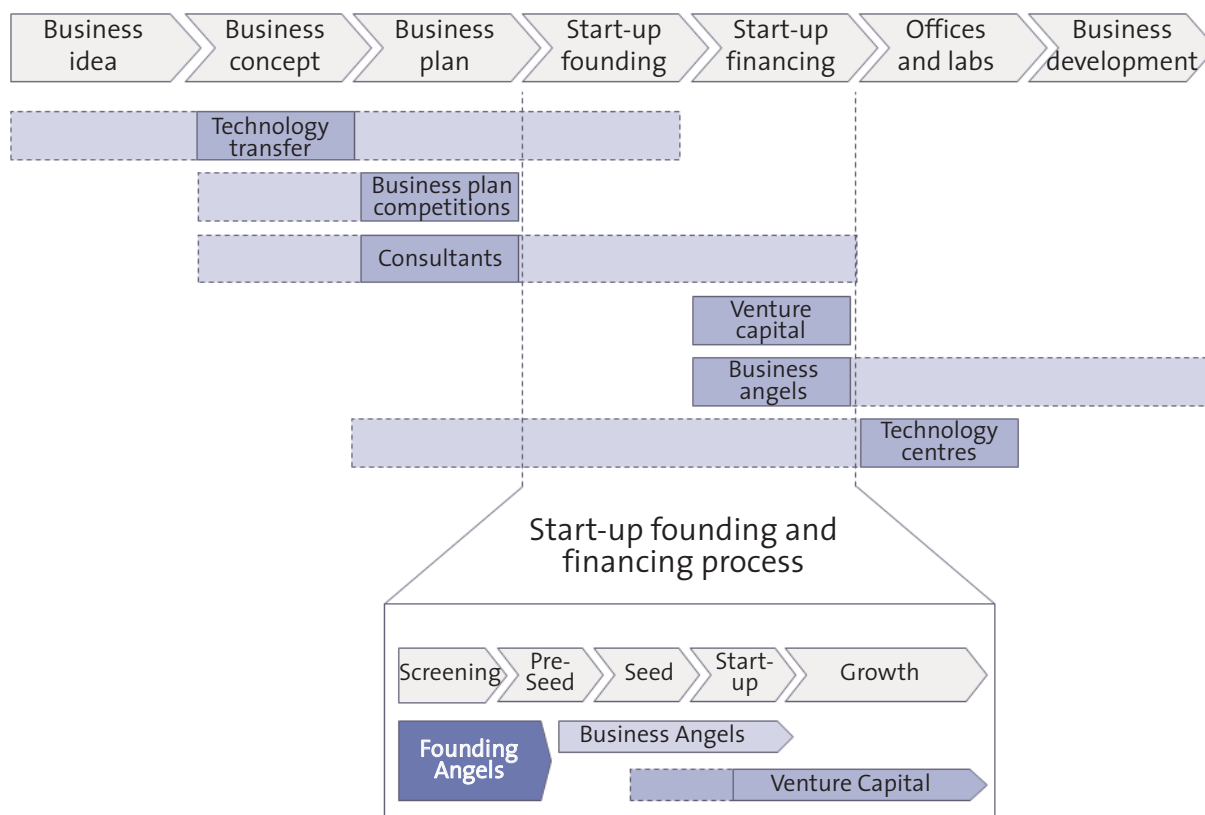 Business
idea
Business
concept
Business
plan
Start-up
founding
Start-up
financing
Offices
and labs
Business
development
Technology
transfer
Business plan
competitions
Consultants
Venture
capital
Business
angels
Technology
centres
Start-up founding and
financing process
Screening
Pre-
Seed
Seed
Start-
up
Growth
Founding
Angels
Business Angels
Venture Capital